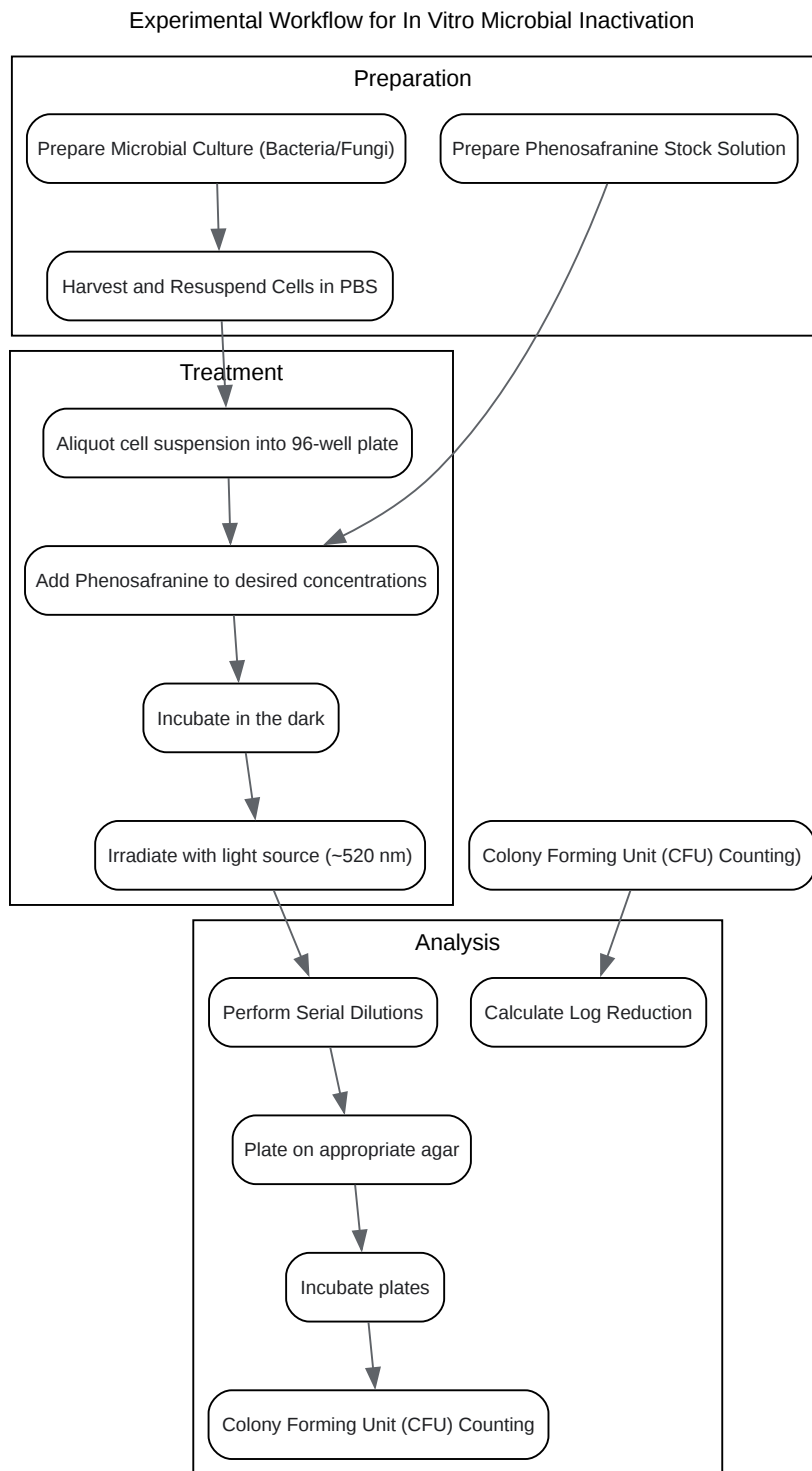 Experimental Workflow for In Vitro Microbial Inactivation
Preparation
Prepare Microbial Culture (Bacteria/Fungi)
Prepare Phenosafranine Stock Solution
Harvest and Resuspend Cells in PBS
Treatment
Aliquot cell suspension into 96-well plate
Add Phenosafranine to desired concentrations
Incubate in the dark
Irradiate with light source (~520 nm)
Colony Forming Unit (CFU) Counting)
Analysis
Perform Serial Dilutions
Calculate Log Reduction
Plate on appropriate agar
Incubate plates
Colony Forming Unit (CFU) Counting